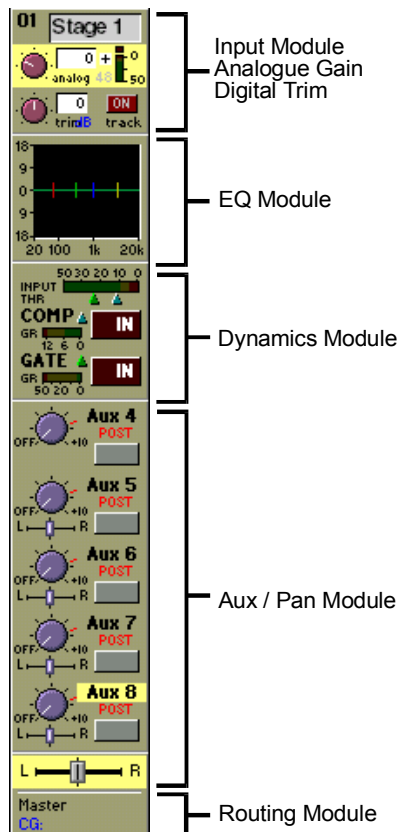 01 Stage 1
0 + 0
analog 48 50
0 ON
trimdB track
Input Module
Analogue Gain
Digital Trim
18
9
0
9
18
20 100 1k 20k
EQ Module
50 30 20 10 0
INPUT
THR
COMP IN
GR
12 6 0
GATE IN
GR
50 20 0
Dynamics Module
Aux 4
POST
OFF +10
Aux 5
POST
OFF +10
L R
Aux 6
POST
OFF +10
L R
Aux 7
POST
OFF +10
L R
Aux 8
POST
OFF +10
L R
L R
Aux / Pan Module
Master
CG:
Routing Module